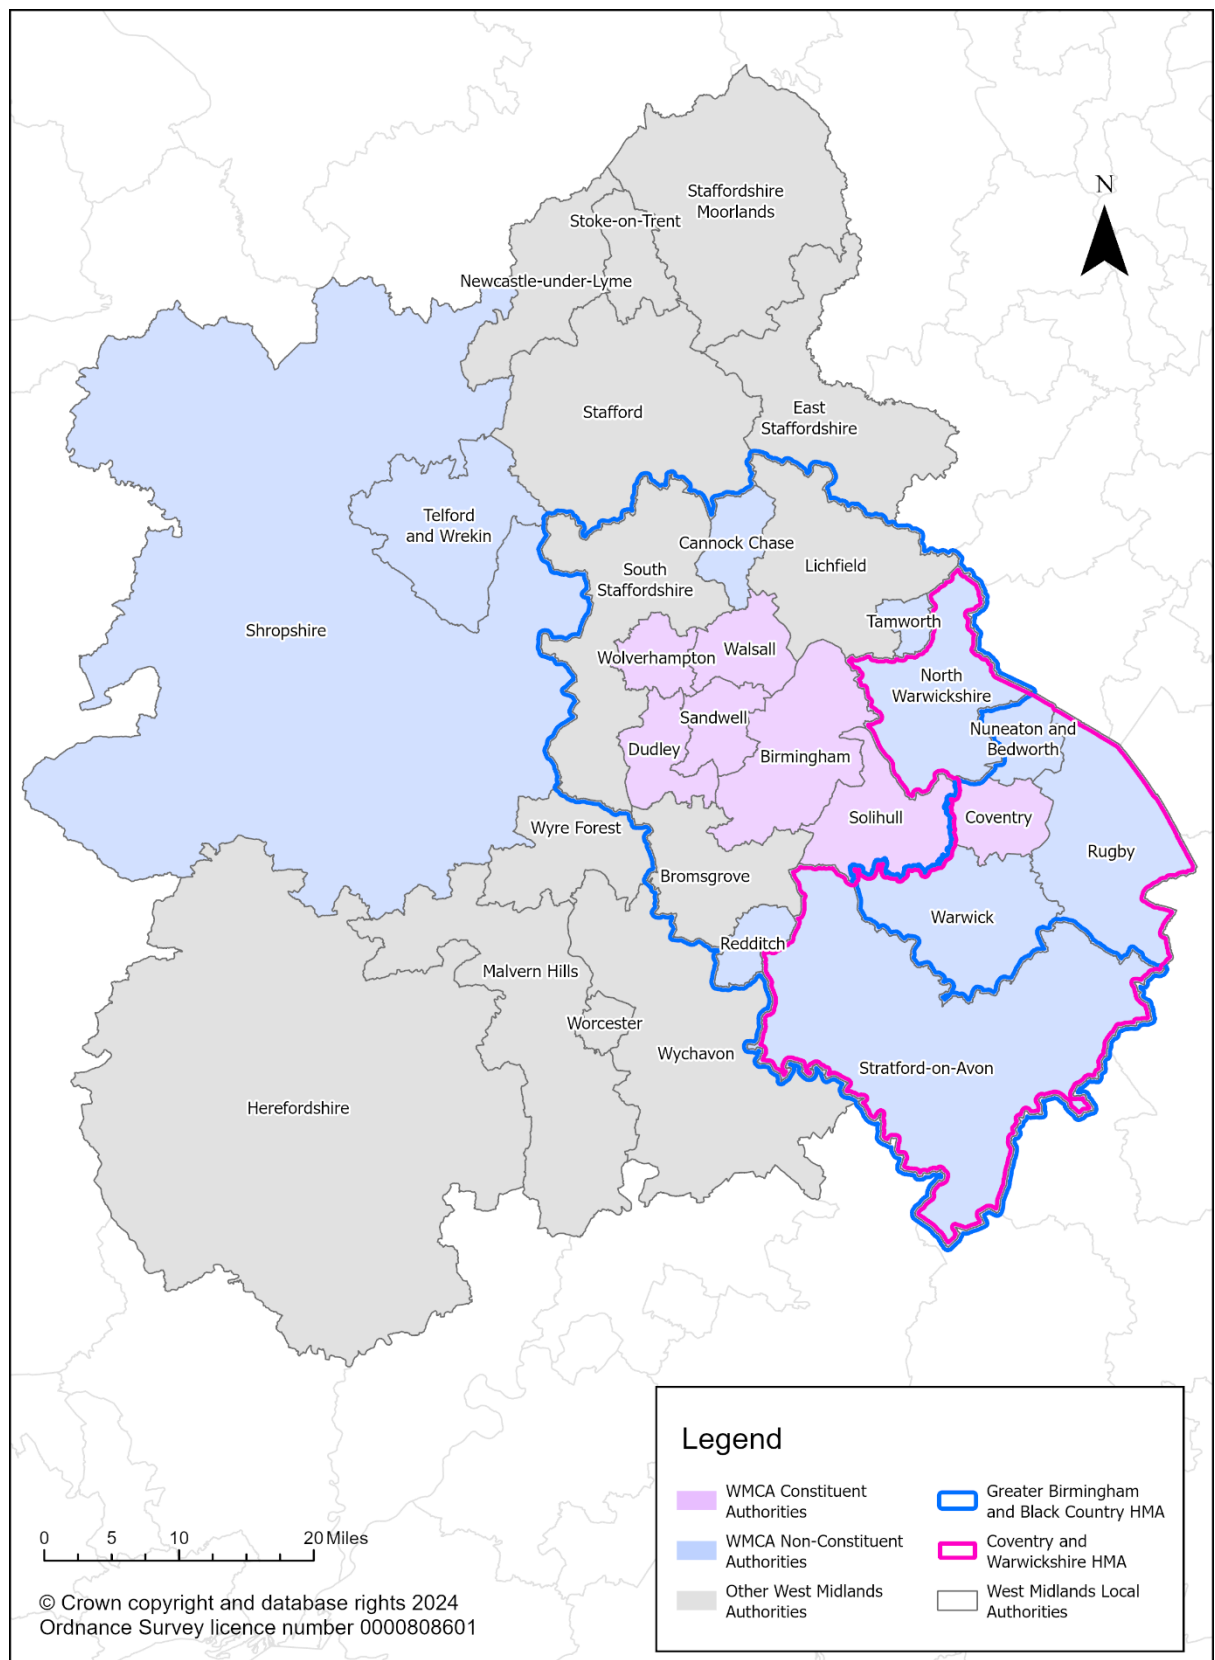 N
Staffordshire
Moorlands
Stoke-on-Trent
Newcastle-under-Lyme
Stafford
East
Staffordshire
Telford
and Wrekin
Cannock Chase
Lichfield
South
Staffordshire
Shropshire
Tamworth
Wolverhampton
Walsall
North
Warwickshire
Sandwell
Nuneaton and
Bedworth
Dudley
Birmingham
Solihull
Coventry
Wyre Forest
Rugby
Bromsgrove
Warwick
Redditch
Malvern Hills
Worcester
Wychavon
Stratford-on-Avon
Herefordshire
Legend
WMCA Constituent
Authorities
WMCA Non-Constituent
Authorities
Other West Midlands
Authorities
Greater Birmingham
and Black Country HMA
Coventry and
Warwickshire HMA
West Midlands Local
Authorities
0 5 10 20 Miles
© Crown copyright and database rights 2024
Ordnance Survey licence number 0000808601